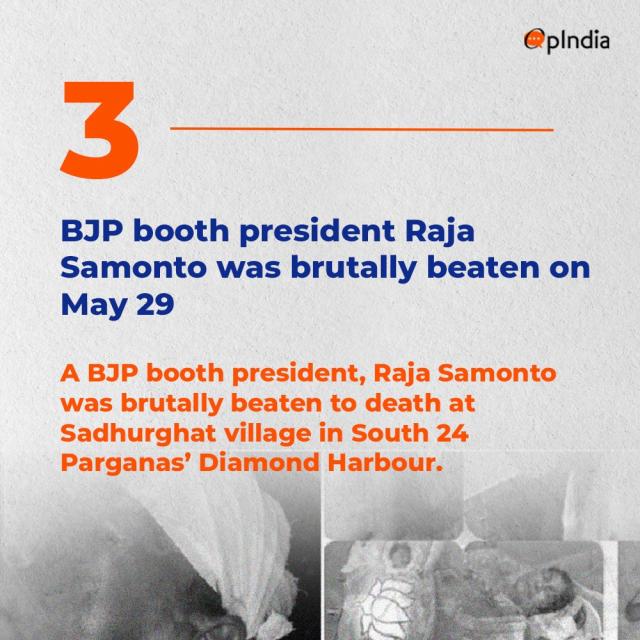 OpIndia
3
BJP booth president Raja
Samonto was brutally beaten on
May 29
A BJP booth president, Raja Samonto
was brutally beaten to death at
Sadhurghat village in South 24
Parganas’ Diamond Harbour.